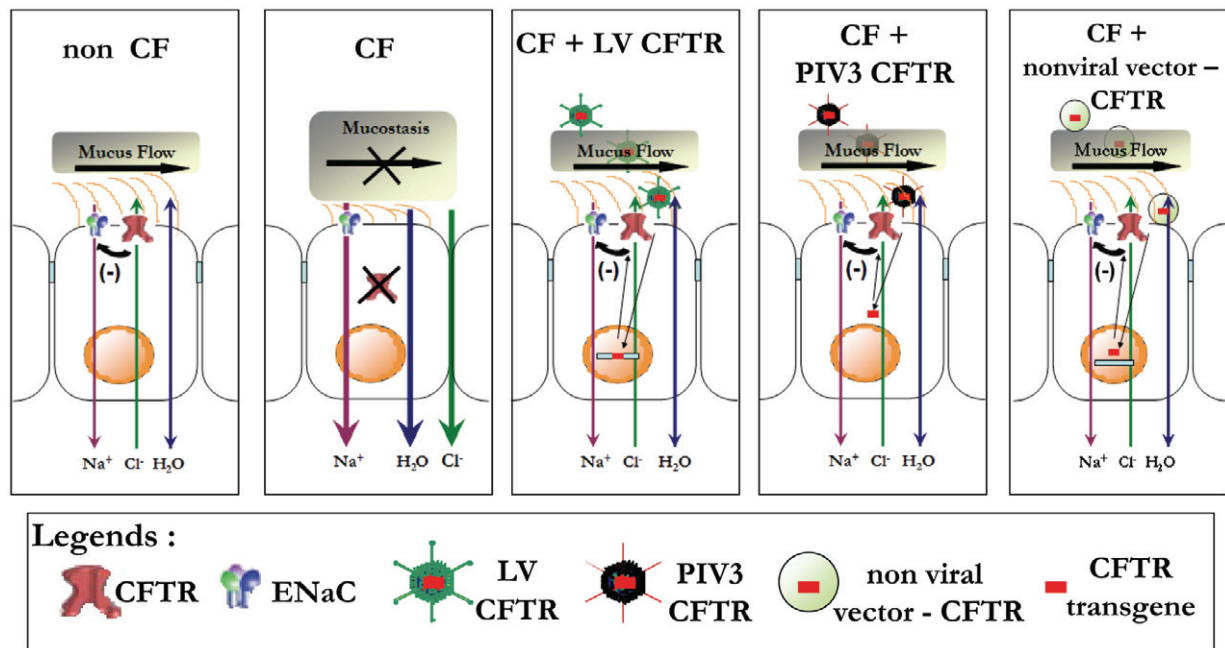 non CF
Mucus Flow
(-)
Na⁺ Cl⁻ H₂O
CF
Mucostasis
Na⁺ H₂O Cl⁻
CF + LV CFTR
Mucus Flow
(-)
Na⁺ Cl⁻ H₂O
CF +
PIV3 CFTR
Mucus Flow
(-)
Na⁺ Cl⁻ H₂O
CF +
nonviral vector –
CFTR
Mucus Flow
(-)
Na⁺ Cl⁻ H₂O
Legends :
CFTR
ENaC
LV
CFTR
PIV3
CFTR
non viral
vector - CFTR
CFTR
transgene